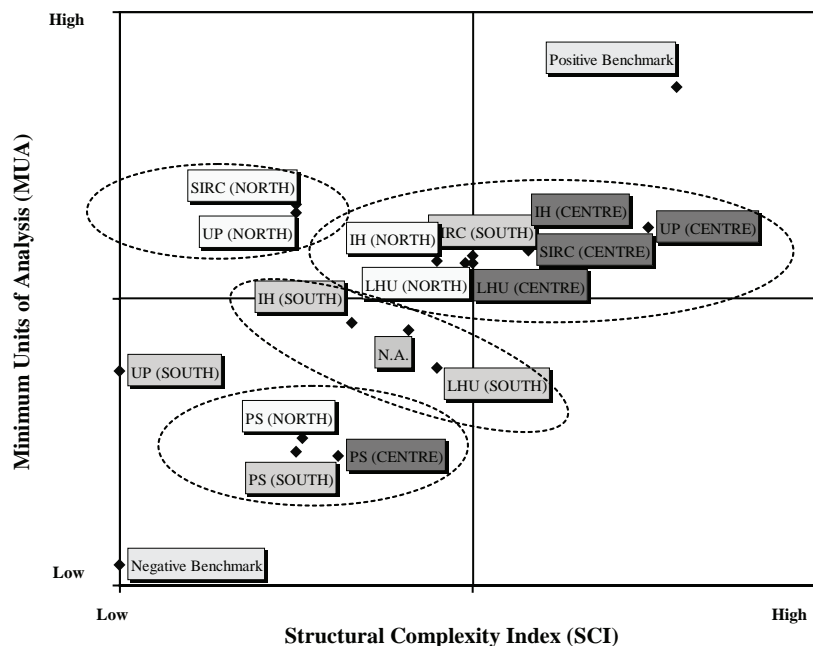 High
Positive Benchmark
SIRC (NORTH)
IH (CENTRE)
UP (NORTH)
IH (NORTH)
IRC (SOUTH)
UP (CENTRE)
SIRC (CENTRE)
LHU (NORTH)
LHU (CENTRE)
IH (SOUTH)
N.A.
UP (SOUTH)
LHU (SOUTH)
PS (NORTH)
PS (CENTRE)
PS (SOUTH)
Negative Benchmark
Low
Minimum Units of Analysis (MUA)
Low
High
Structural Complexity Index (SCI)